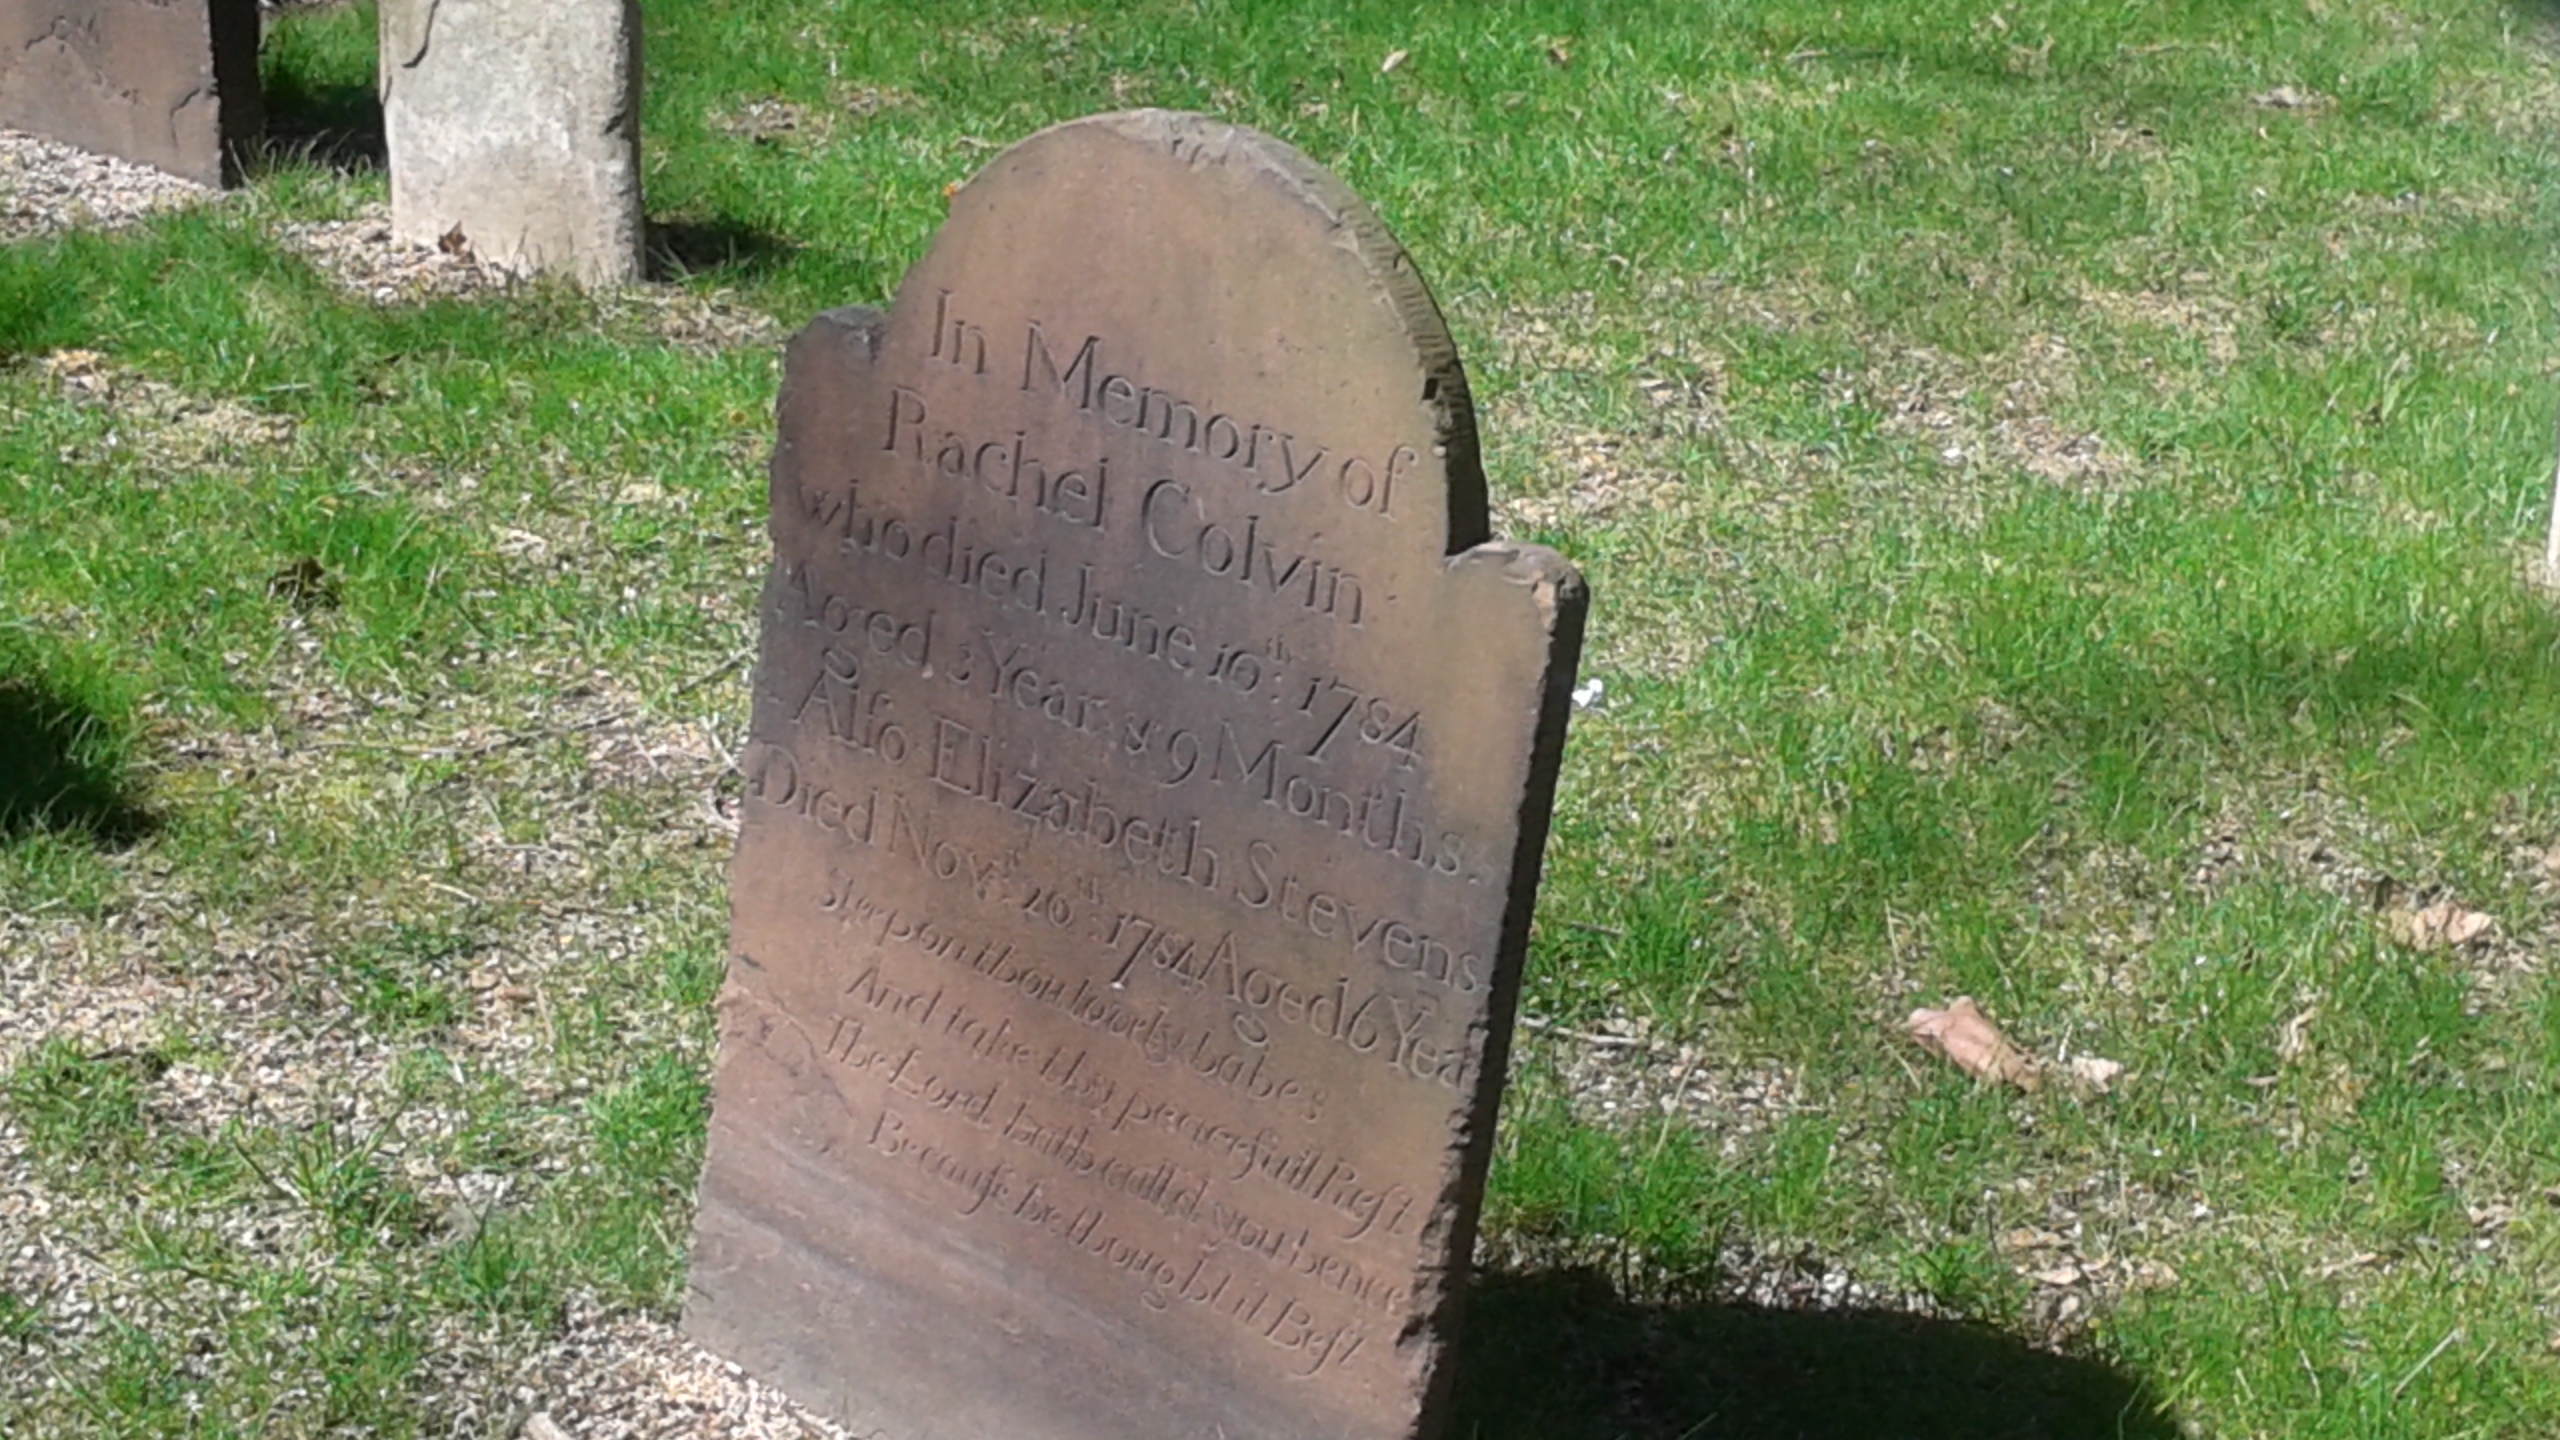 In Memory of
Rachel Colvin
who died June 10th: 1784
Aged 3 Years & 9 Months.
Alſo Elizabeth Stevens
Died Novr: 20th: 1784 Aged 6 Yea
Sleep on thou lovely babes
And take thy peacefull Reſt
The Lord hath call'd you hence
Becauſe he thought it Beſt